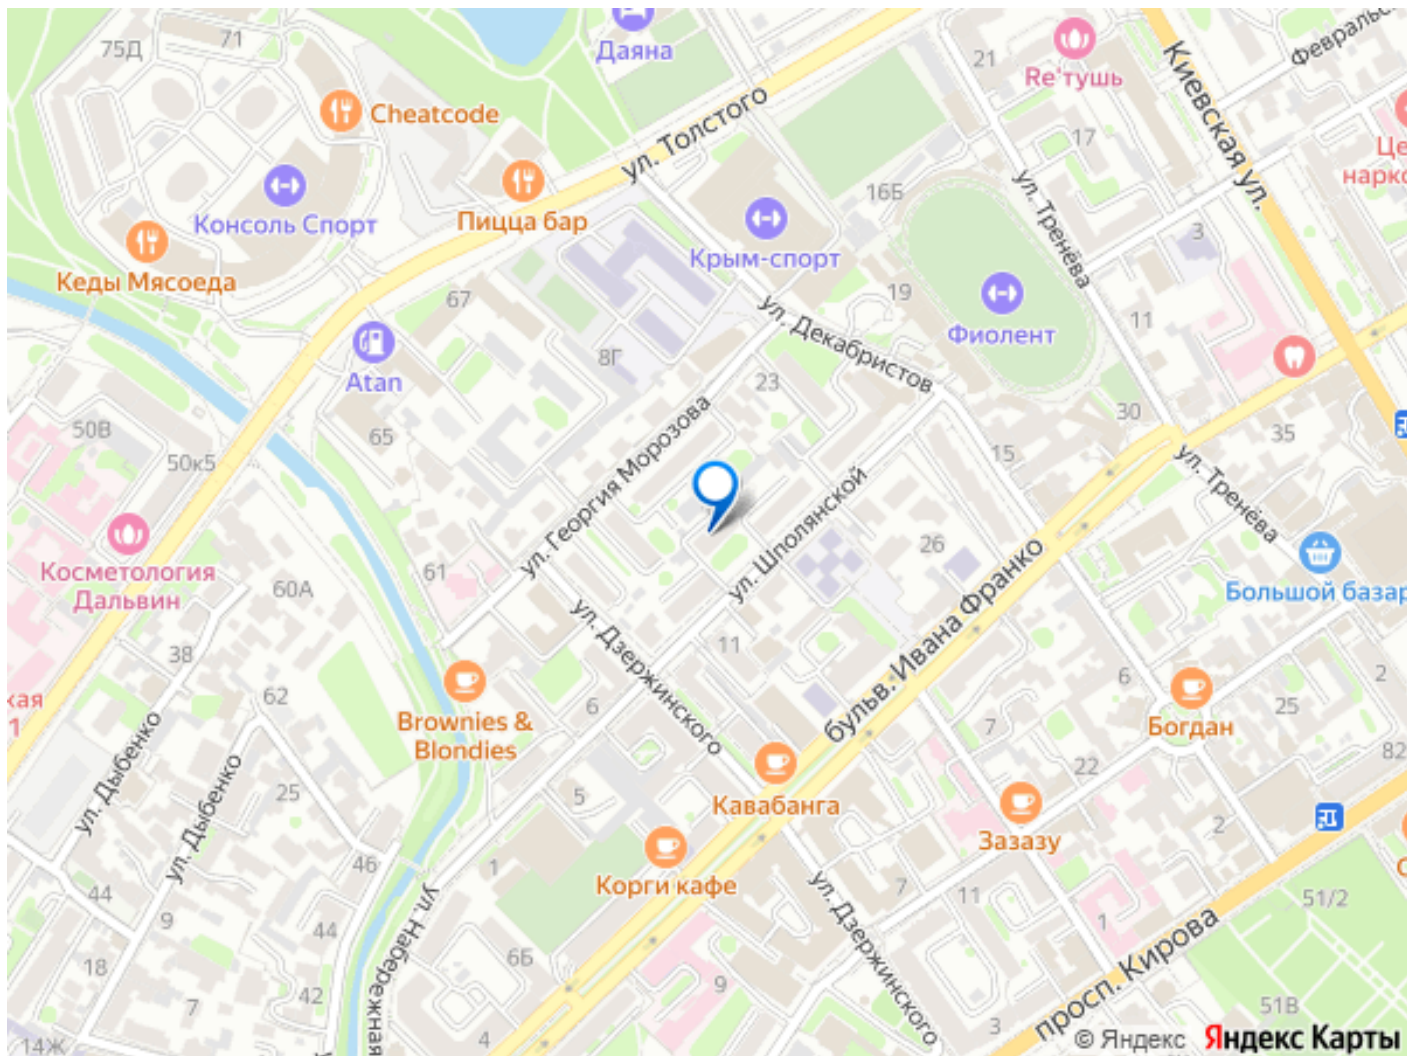 75Д
71
Даяна
21
Re'тушь
Киевская ул.
Cheatcode
ул. Толстого
17
Пицца бар
16Б
ул. Тренёва
Консоль Спорт
Крым-спорт
3
Кеды Мясоеда
67
19
ул. Декабристов
Фиолент
11
8Г
Atan
23
ул. Георгия Морозова
30
50В
65
35
50к5
15
ул. Шполянской
ул. Тренёва
26
Большой базар
Косметология
Дальвин
61
60А
бульв. Ивана Франко
ул. Дзержинского
38
11
6
2
62
6
Brownies &
Blondies
7
25
Богдан
ул. Дыбенко
ул. Дыбенко
82
22
25
5
Кавабанга
Зазазу
2
46
1
Корги кафе
44
ул. Набережная
ул. Дзержинского
7
11
51/2
9
44
1
6Б
просп. Кирова
18
7
42
9
51В
3
4
14Ж
© Яндекс Яндекс Карты